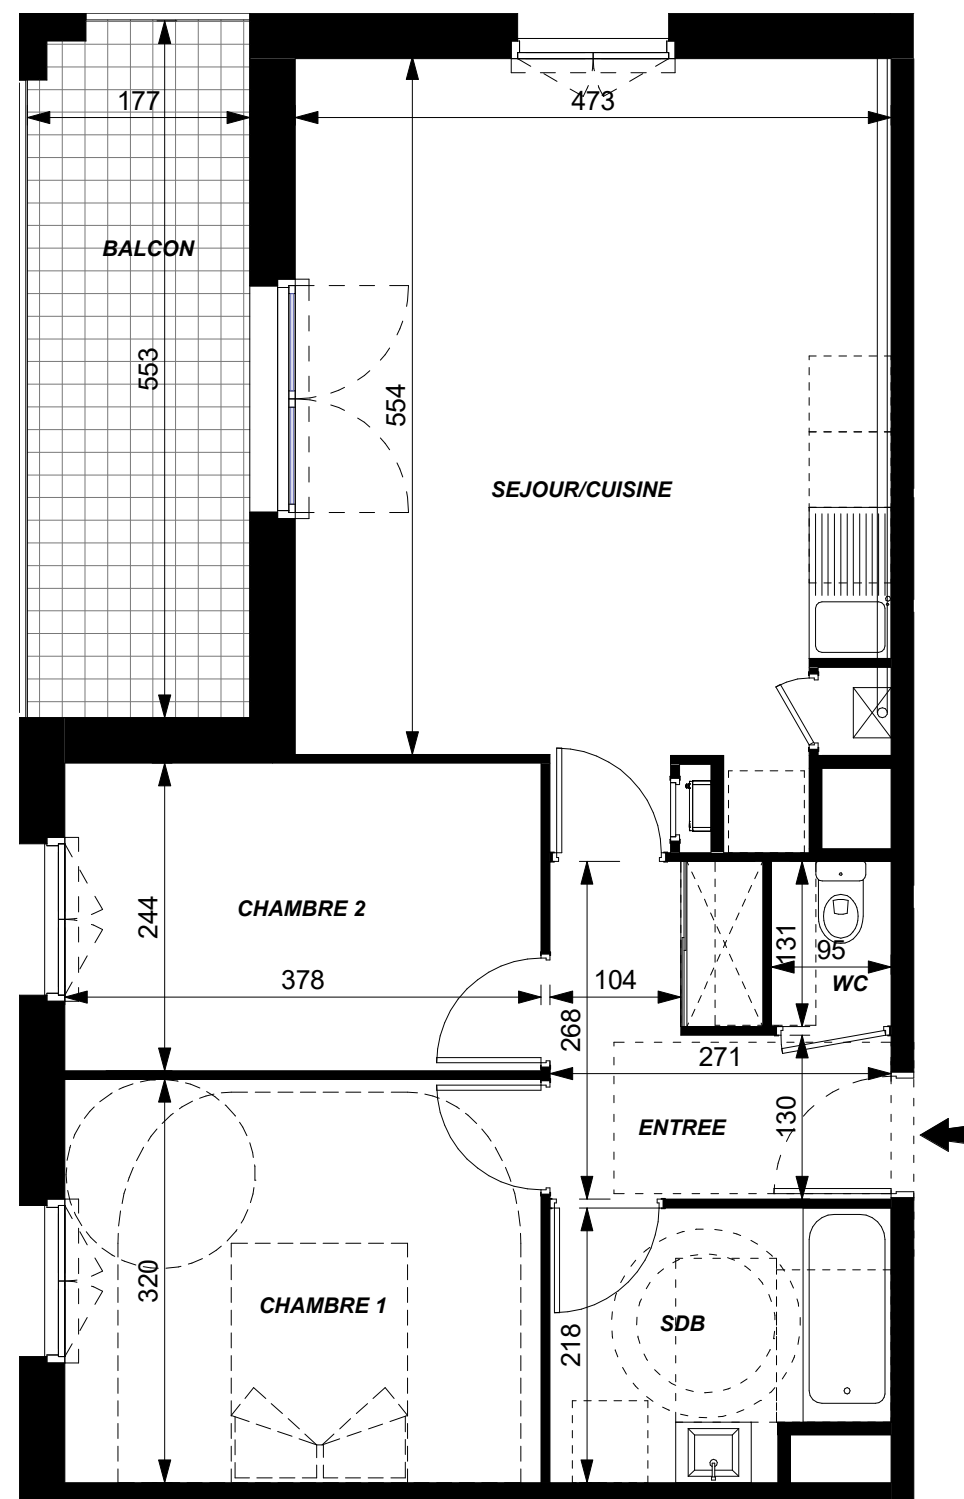 177
473
BALCON
553
554
SEJOUR/CUISINE
244
CHAMBRE 2
378
104
268
131
95
WC
271
ENTREE
130
320
CHAMBRE 1
218
SDB